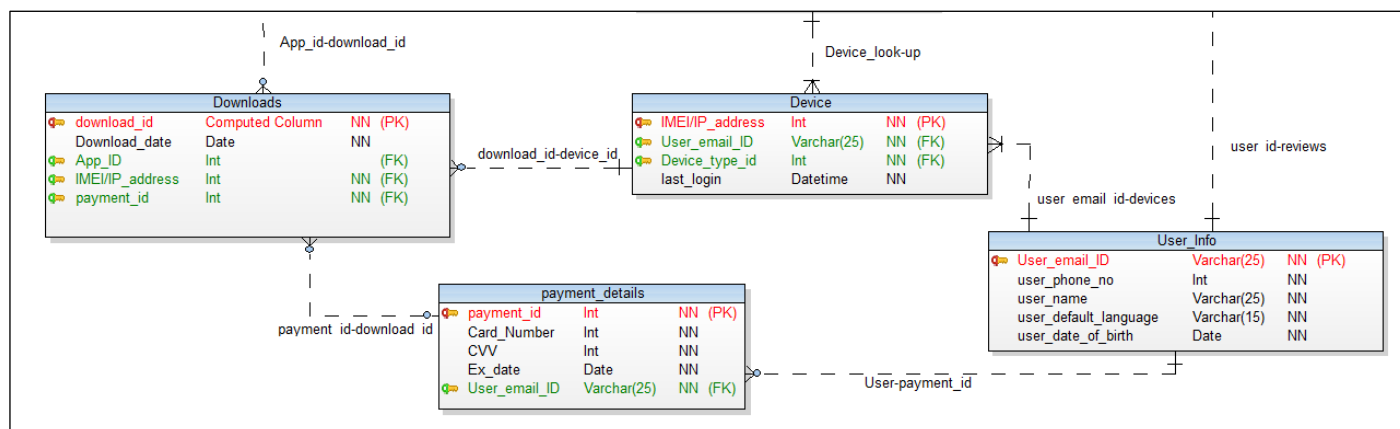 App_id-download_id
Device_look-up
user id-reviews
Downloads
download_id Computed Column NN (PK)
Download_date Date NN
App_ID Int (FK)
IMEI/IP_address Int NN (FK)
payment_id Int NN (FK)
download_id-device_id
Device
IMEI/IP_address Int NN (PK)
User_email_ID Varchar(25) NN (FK)
Device_type_id Int NN (FK)
last_login Datetime NN
user email id-devices
User_Info
User_email_ID Varchar(25) NN (PK)
user_phone_no Int NN
user_name Varchar(25) NN
user_default_language Varchar(15) NN
user_date_of_birth Date NN
payment_id-download_id
payment_details
payment_id Int NN (PK)
Card_Number Int NN
CVV Int NN
Ex_date Date NN
User_email_ID Varchar(25) NN (FK)
User-payment_id